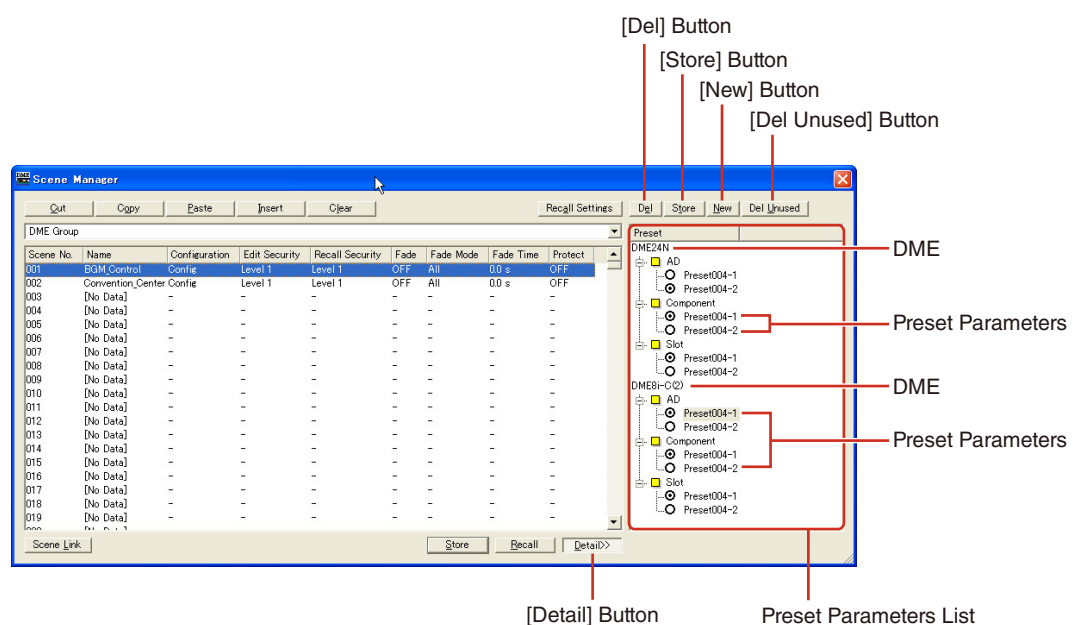 [Del] Button
[Store] Button
[New] Button
[Del Unused] Button
Scene Manager
Cut Copy Paste Insert Clear Recall Settings Del Store New Del Unused
DME Group
Preset
Scene No. Name Configuration Edit Security Recall Security Fade Fade Mode Fade Time Protect
001 BGM_Control Config Level 1 Level 1 OFF All 0.0 s OFF
002 Convention_Center Config Level 1 Level 1 OFF All 0.0 s OFF
003 [No Data] - - - - - - -
004 [No Data] - - - - - - -
005 [No Data] - - - - - - -
006 [No Data] - - - - - - -
007 [No Data] - - - - - - -
008 [No Data] - - - - - - -
009 [No Data] - - - - - - -
010 [No Data] - - - - - - -
011 [No Data] - - - - - - -
012 [No Data] - - - - - - -
013 [No Data] - - - - - - -
014 [No Data] - - - - - - -
015 [No Data] - - - - - - -
016 [No Data] - - - - - - -
017 [No Data] - - - - - - -
018 [No Data] - - - - - - -
019 [No Data] - - - - - - -
DME24N
AD
Preset004-1
Preset004-2
Component
Preset004-1
Preset004-2
Slot
Preset004-1
Preset004-2
DME8i-C(2)
AD
Preset004-1
Preset004-2
Component
Preset004-1
Preset004-2
Slot
Preset004-1
Preset004-2
DME
Preset Parameters
DME
Preset Parameters
Scene Link Store Recall Detail>>
[Detail] Button
Preset Parameters List